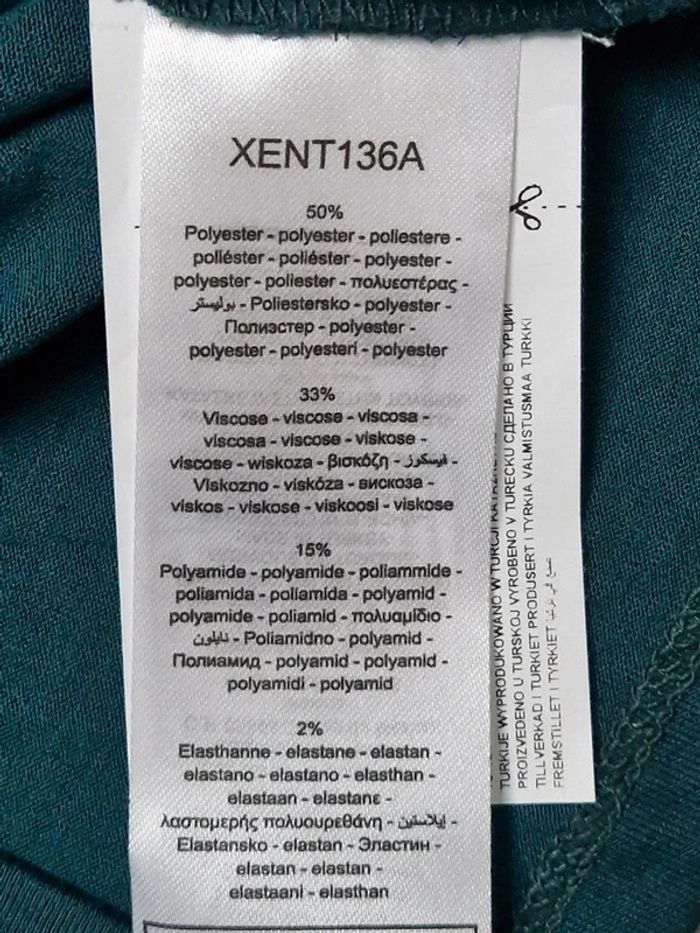 XENT136A
50%
Polyester - polyester - poliestere -
poliéster - poliéster - polyester -
polyester - poliester - πολυεστέρας -
بوليستر - Poliestersko - polyester -
Полиэстер - polyester -
polyester - polyesteri - polyester
33%
Viscose - viscose - viscosa -
viscosa - viscose - viskose -
viscose - wiskoza - βισκόζη - فيسكوز -
Viskozno - viskóza - вискоза -
viskos - viskose - viskoosi - viskose
15%
Polyamide - polyamide - poliammide -
poliamida - poliamida - polyamid -
polyamide - poliamid - πολυαμίδιο -
نايلون - Poliamidno - polyamid -
Полиамид - polyamid - polyamid -
polyamidi - polyamid
2%
Elasthanne - elastane - elastan -
elastano - elastano - elasthan -
elastaan - elastane -
λαστομερής πολυουρεθάνη - إيلاستين -
Elastansko - elastan - Эластин -
elastan - elastan -
elastaani - elasthan
TURKIJE WYPRODUKOWANO W TURCJI
PROIZVEDENO U TURSKOJ VYROBENO V TURECKU СДЕЛАНО В ТУРЦИИ
TILLVERKAD I TURKIET PRODUSERT I TYRKIA VALMISTUSMAA TURKKI
FREMSTILLET I TYRKIET